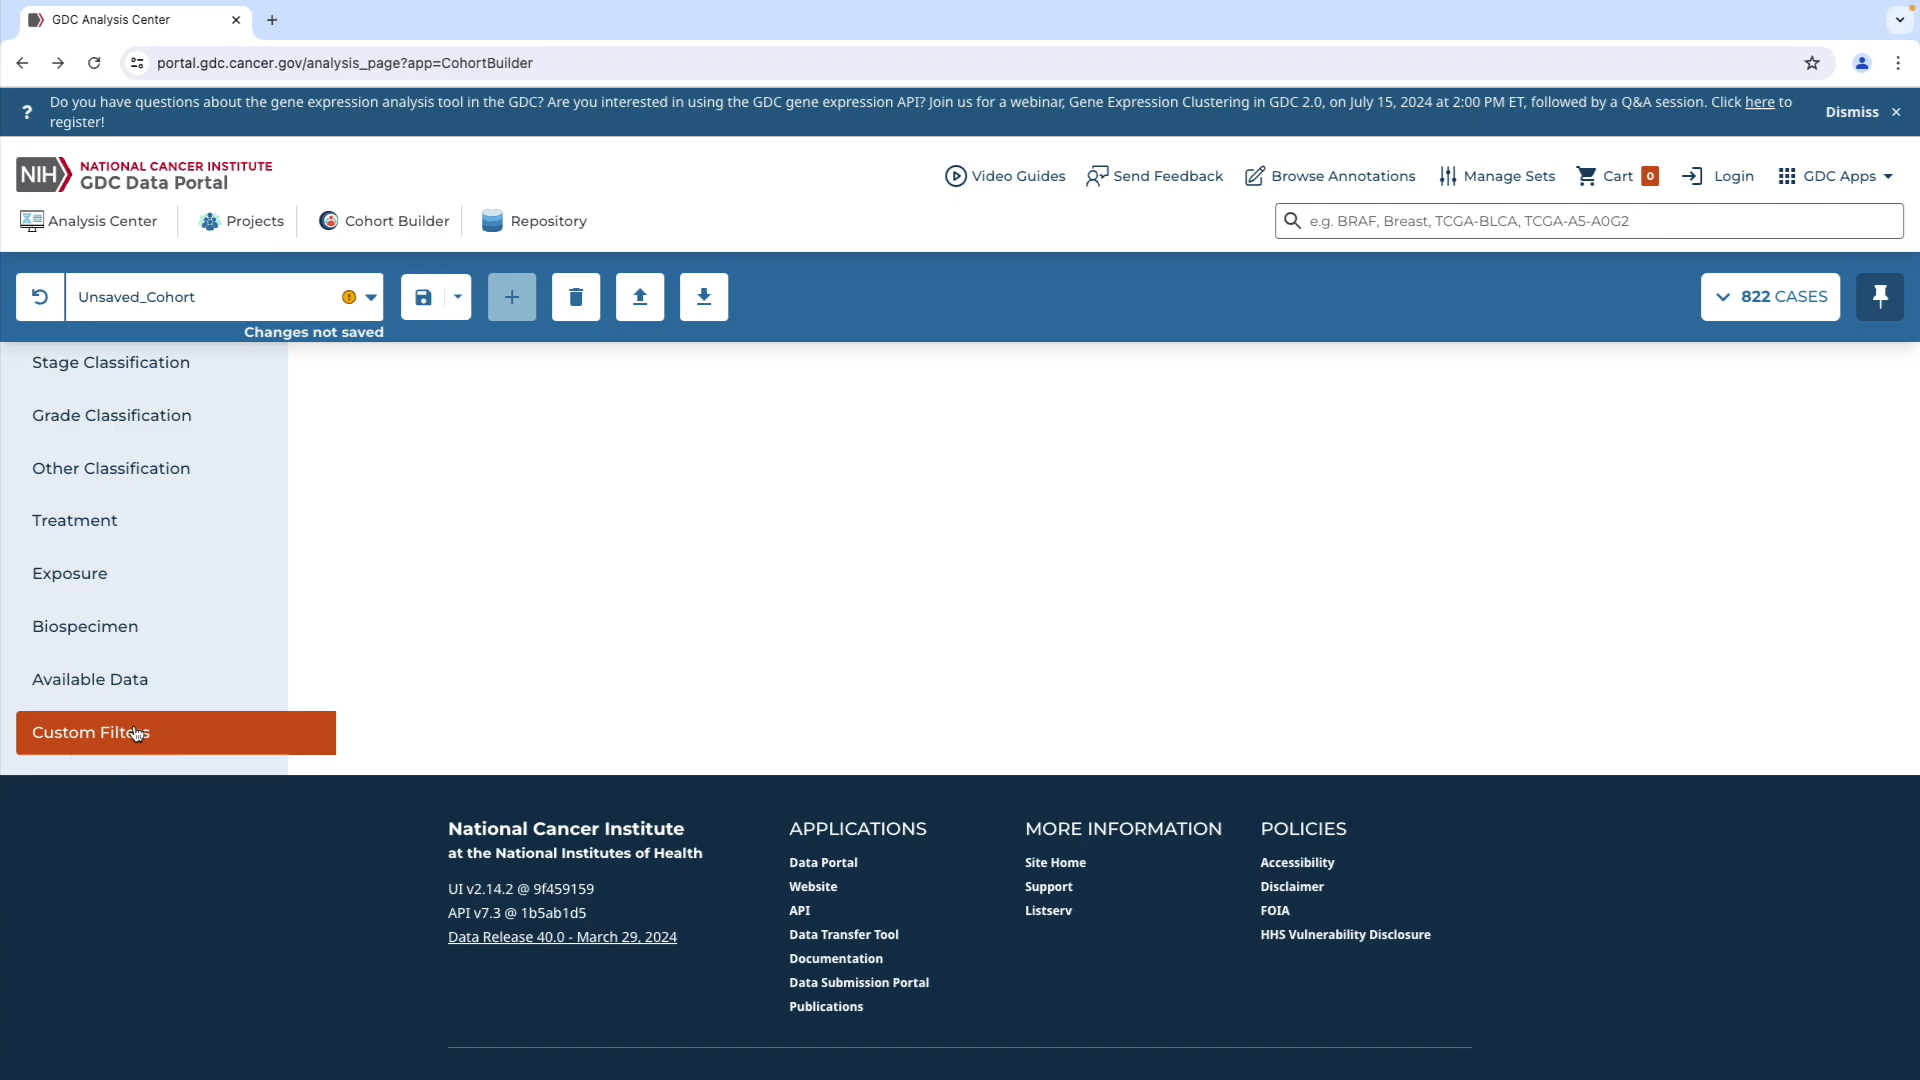 GDC Analysis Center
portal.gdc.cancer.gov/analysis_page?app=CohortBuilder
Do you have questions about the gene expression analysis tool in the GDC? Are you interested in using the GDC gene expression API? Join us for a webinar, Gene Expression Clustering in GDC 2.0, on July 15, 2024 at 2:00 PM ET, followed by a Q&A session. Click here to
register!
Dismiss
NIH NATIONAL CANCER INSTITUTE
GDC Data Portal
Video Guides Send Feedback Browse Annotations Manage Sets Cart 0 Login GDC Apps
Analysis Center Projects Cohort Builder Repository
e.g. BRAF, Breast, TCGA-BLCA, TCGA-A5-A0G2
Unsaved_Cohort
822 CASES
Changes not saved
Stage Classification
Grade Classification
Other Classification
Treatment
Exposure
Biospecimen
Available Data
Custom Filters
National Cancer Institute
at the National Institutes of Health
UI v2.14.2 @ 9f459159
API v7.3 @ 1b5ab1d5
Data Release 40.0 - March 29, 2024
APPLICATIONS
Data Portal
Website
API
Data Transfer Tool
Documentation
Data Submission Portal
Publications
MORE INFORMATION
Site Home
Support
Listserv
POLICIES
Accessibility
Disclaimer
FOIA
HHS Vulnerability Disclosure